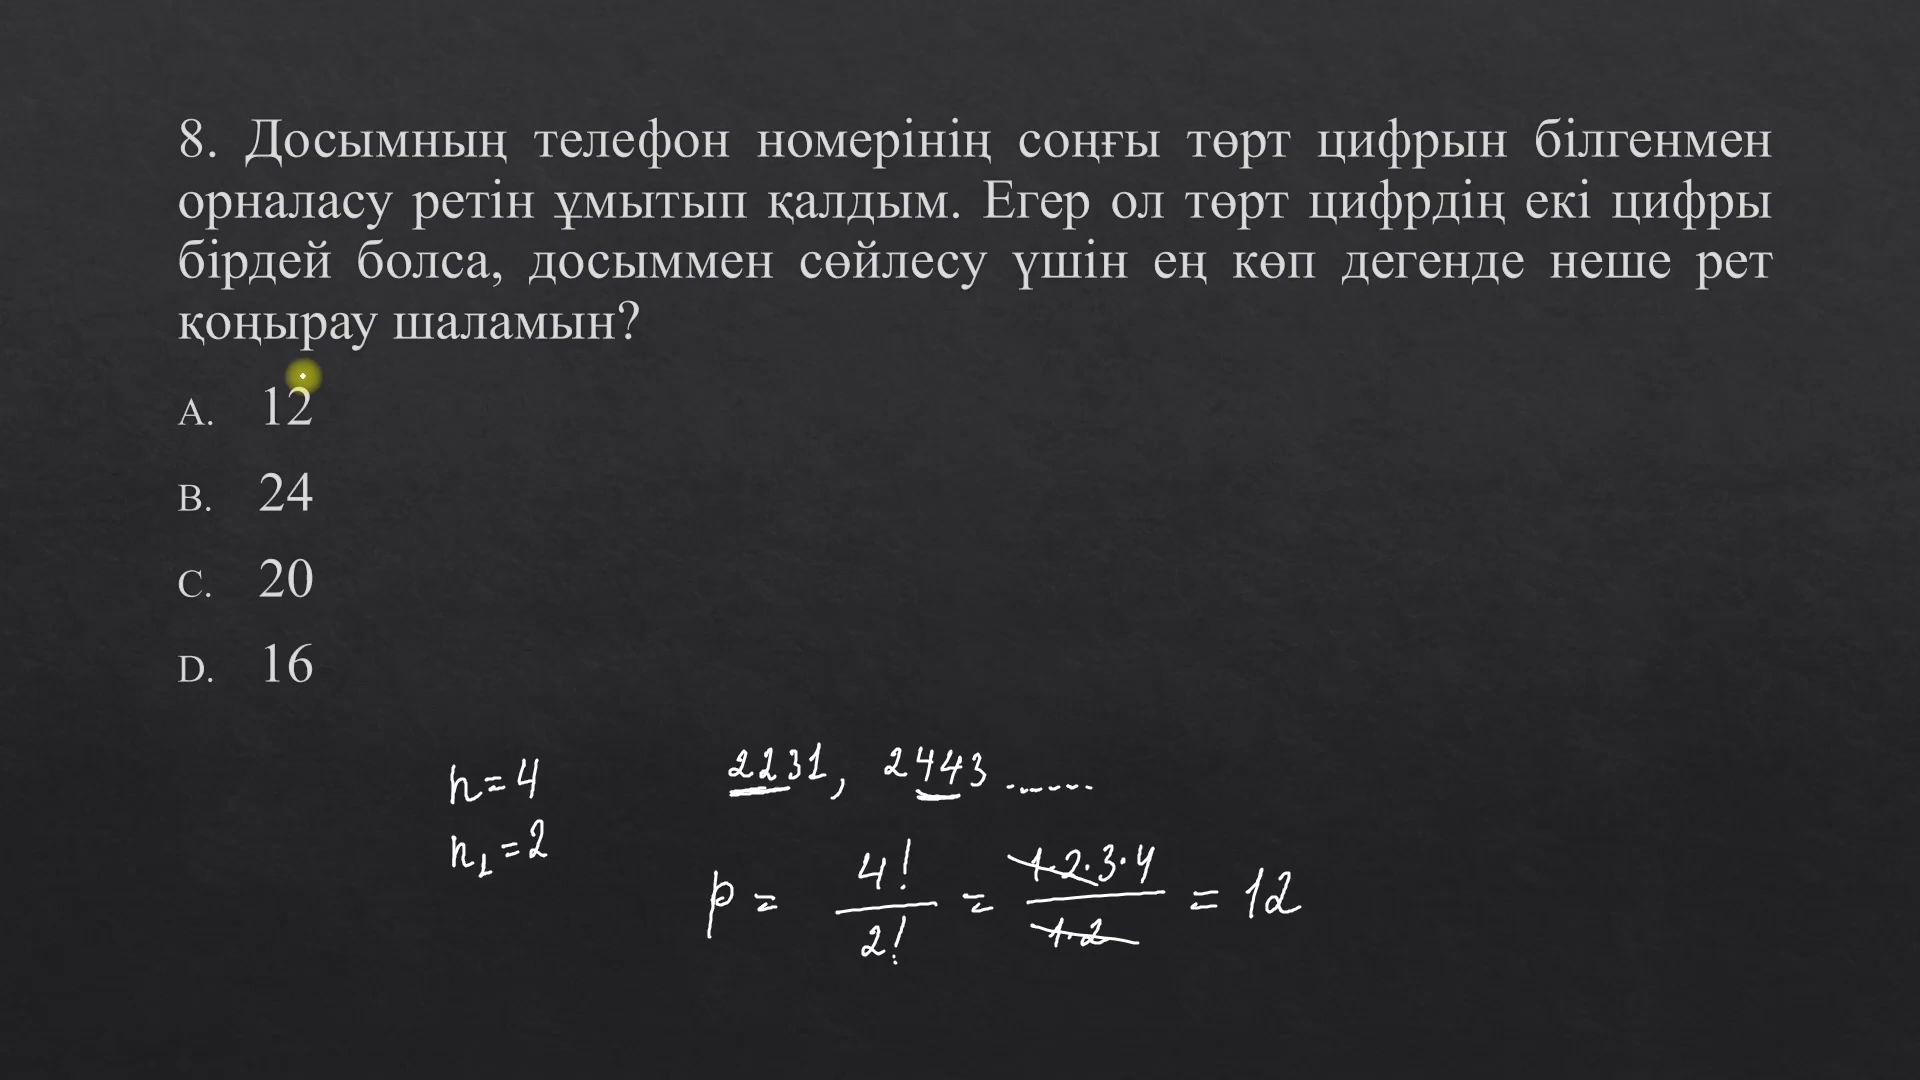 8. Досымның телефон номерінің соңғы төрт цифрын білгенмен
орналасу ретін ұмытып қалдым. Егер ол төрт цифрдің екі цифры
бірдей болса, досыммен сөйлесу үшін ең көп дегенде неше рет
қоңырау шаламын?
A. 12
B. 24
C. 20
D. 16
n=4 2231, 2443 .......
n₁=2
p = 4!/2! = 1·2·3·4/1·2 = 12